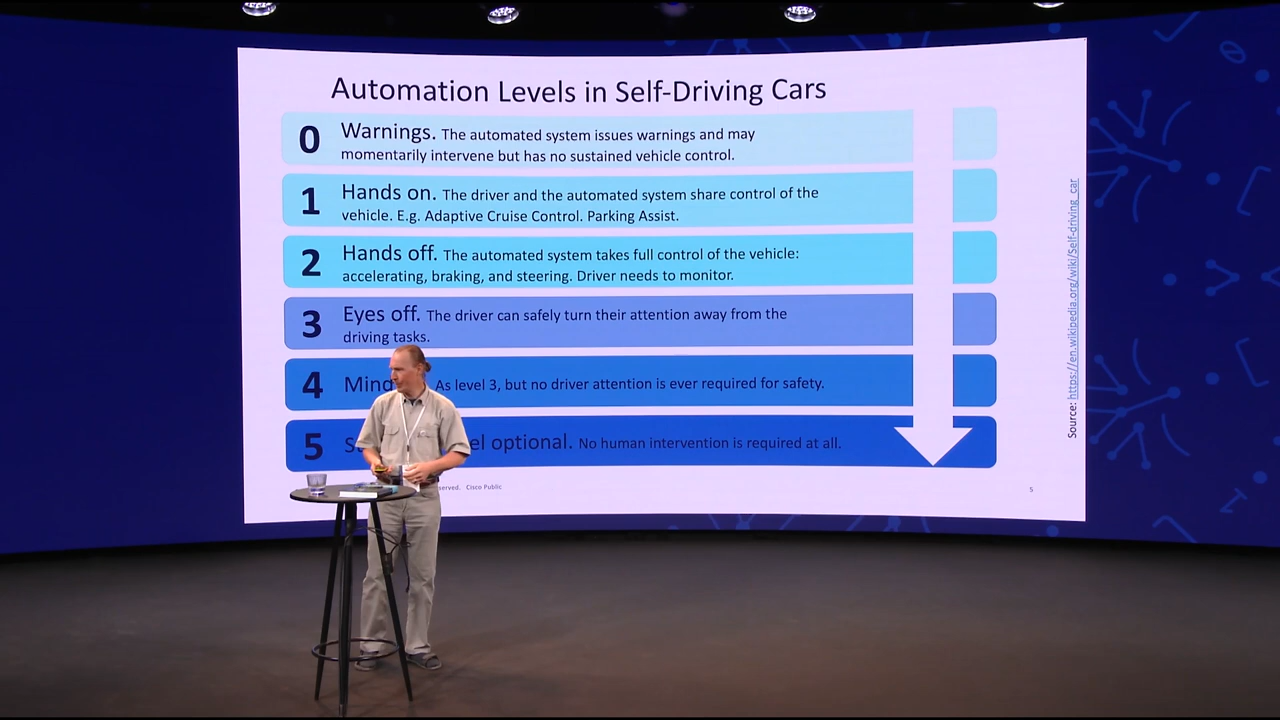 Automation Levels in Self-Driving Cars
0
Warnings. The automated system issues warnings and may
momentarily intervene but has no sustained vehicle control.
1
Hands on. The driver and the automated system share control of the
vehicle. E.g. Adaptive Cruise Control. Parking Assist.
2
Hands off. The automated system takes full control of the vehicle:
accelerating, braking, and steering. Driver needs to monitor.
3
Eyes off. The driver can safely turn their attention away from the
driving tasks.
4
Mind As level 3, but no driver attention is ever required for safety.
5
optional. No human intervention is required at all.
Cisco Public
5
Source: https://en.wikipedia.org/wiki/Self-driving_car